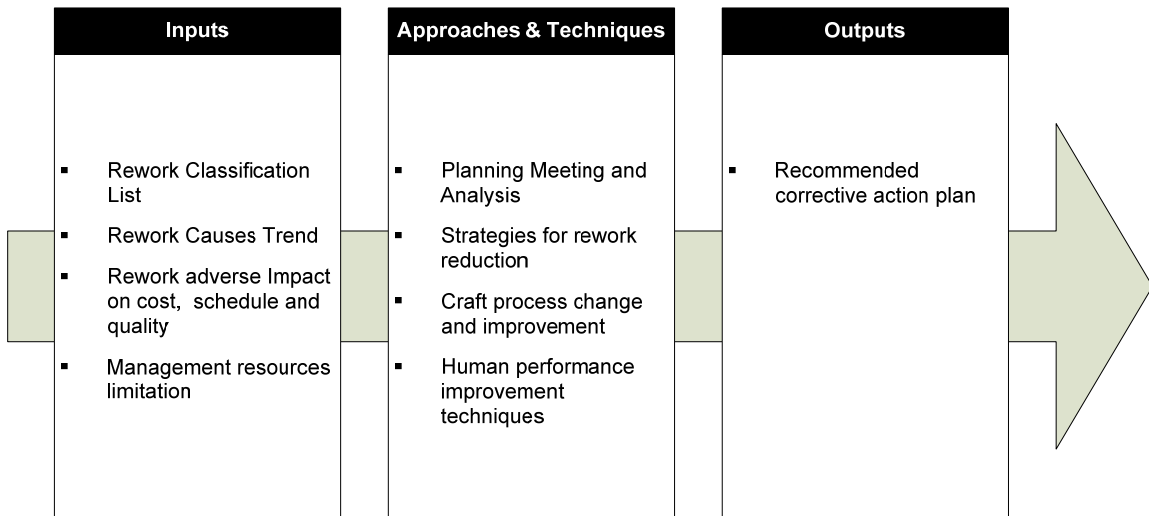 Inputs
Rework Classification
List
Rework Causes Trend
Rework adverse Impact
on cost, schedule and
quality
Management resources
limitation
Approaches & Techniques
Planning Meeting and
Analysis
Strategies for rework
reduction
Craft process change
and improvement
Human performance
improvement
techniques
Outputs
Recommended
corrective action plan